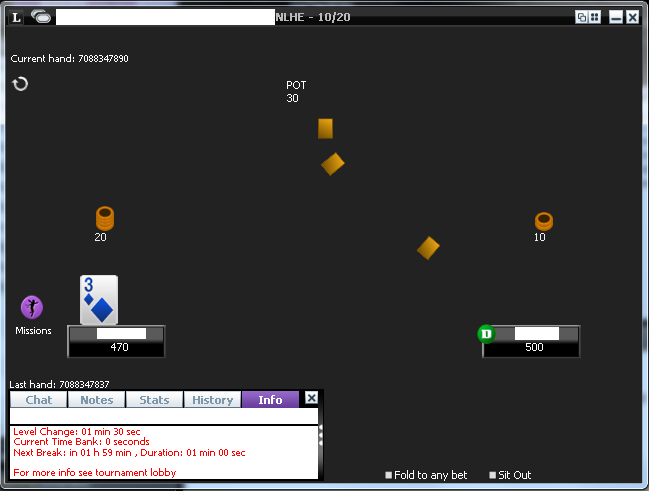 L NLHE - 10/20
Current hand: 7088347890
POT
30
20
10
3
Missions
470
D
500
Last hand: 7088347837
Chat Notes Stats History Info
Level Change: 01 min 30 sec
Current Time Bank: 0 seconds
Next Break: in 01 h 59 min , Duration: 01 min 00 sec
For more info see tournament lobby
Fold to any bet Sit Out